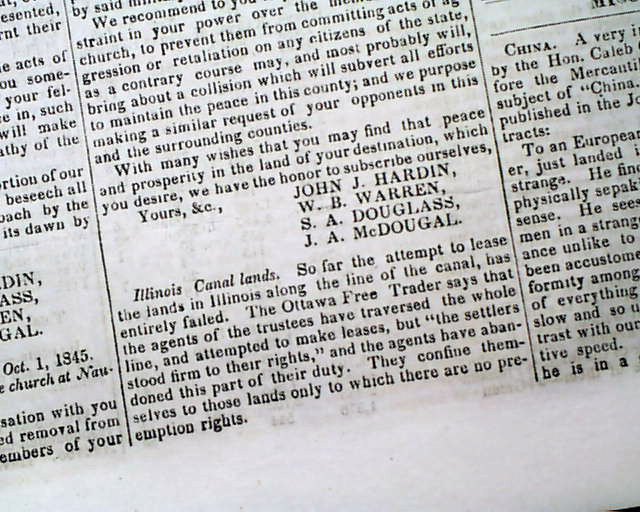 esented,
rnt their
e acts of
ou some-
your fel-
e in, such
will make
athy of the
ortion of our
beseech all
oach by the
its dawn by
DIN,
ASS,
EN,
GAL.
Oct. 1, 1845.
e church at Nau-
sation with you
ed removal from
embers of your
by said
We recommend to you
straint in your power over the
church, to prevent them from committing acts of ag-
gression or retaliation on any citizens of the state,
as a contrary course may, and most probably will,
bring about a collision which will subvert all efforts
to maintain the peace in this county; and we purpose
making a similar request of your opponents in this
and the surrounding counties.
With many wishes that you may find that peace
and prosperity in the land of your destination, which
you desire, we have the honor to subscribe ourselves,
Yours, &c., JOHN J. HARDIN,
W. B. WARREN,
S. A. DOUGLASS,
J. A. McDOUGAL.
Illinois Canal lands. So far the attempt to lease
the lands in Illinois along the line of the canal, has
entirely failed. The Ottawa Free Trader says that
the agents of the trustees have traversed the whole
line, and attempted to make leases, but "the settlers
stood firm to their rights," and the agents have aban-
doned this part of their duty. They confine them-
selves to those lands only to which there are no pre-
emption rights.
CHINA. A very i
by the Hon. Caleb
fore the Mercantil
subject of "China,
published in the J
tracts:
To an European
er, just landed i
strange. He find
physically separ
sense. He sees
men in a strang
ance unlike to
been accustome
formity among
of everything
slow and so u
trast with our
tive speed.
he is in a